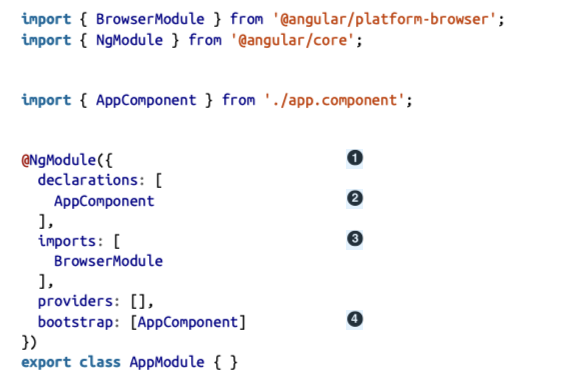 import { BrowserModule } from '@angular/platform-browser';
import { NgModule } from '@angular/core';
import { AppComponent } from './app.component';
@NgModule({ 1
  declarations: [
    AppComponent 2
  ],
  imports: [ 3
    BrowserModule
  ],
  providers: [],
  bootstrap: [AppComponent] 4
})
export class AppModule { }